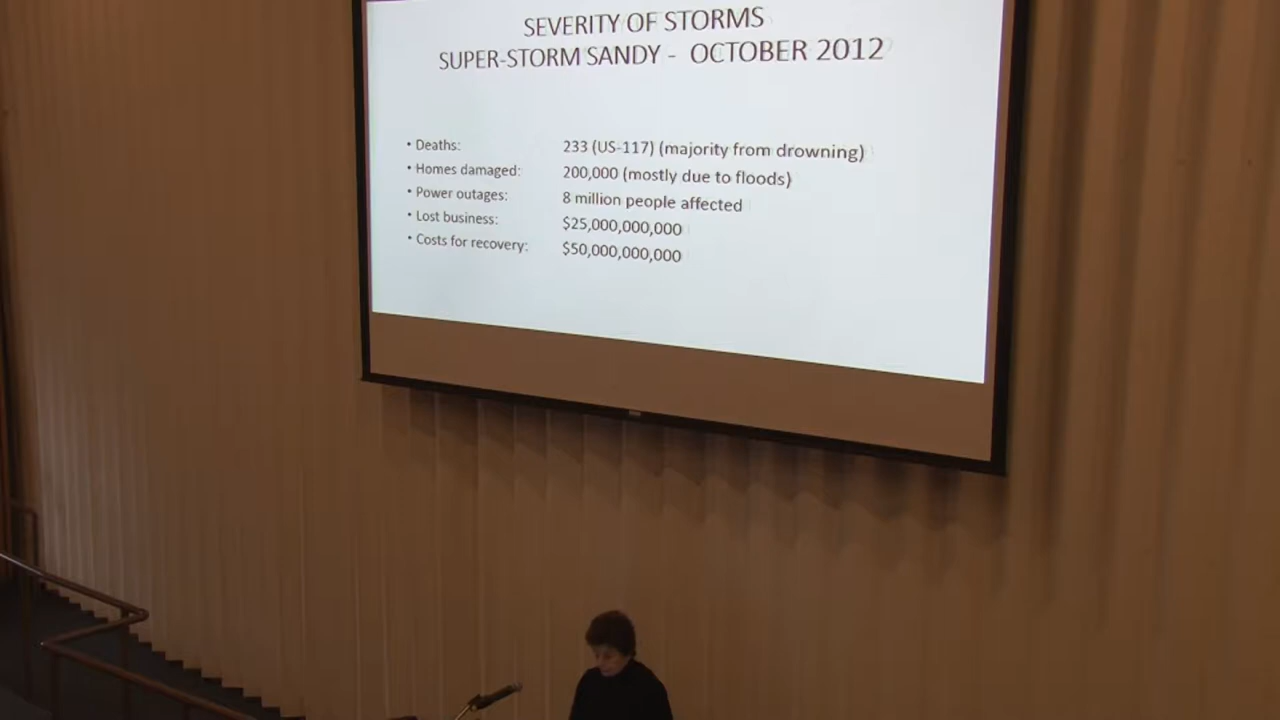 SEVERITY OF STORMS
SUPER-STORM SANDY - OCTOBER 2012
• Deaths: 233 (US-117) (majority from drowning)
• Homes damaged: 200,000 (mostly due to floods)
• Power outages: 8 million people affected
• Lost business: $25,000,000,000
• Costs for recovery: $50,000,000,000